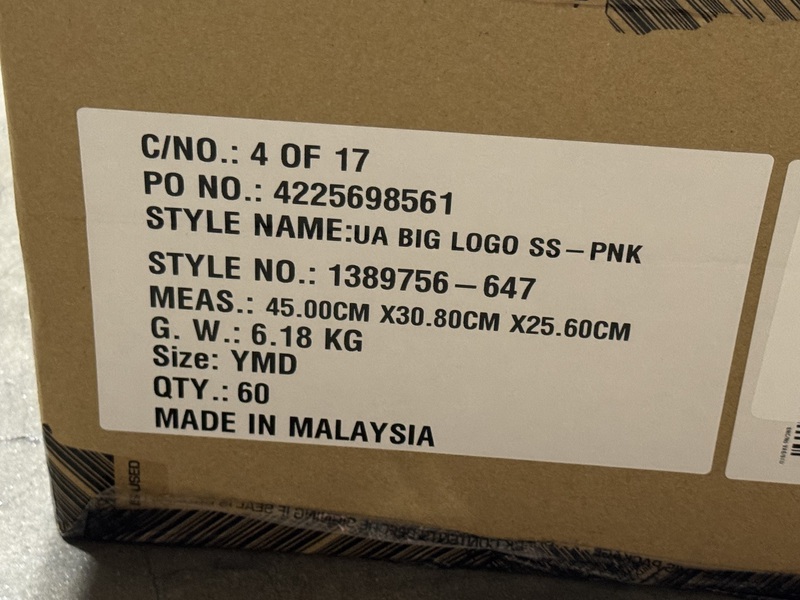 C/NO.: 4 OF 17
PO NO.: 4225698561
STYLE NAME:UA BIG LOGO SS-PNK
STYLE NO.: 1389756-647
MEAS.: 45.00CM X30.80CM X25.60CM
G. W.: 6.18 KG
Size: YMD
QTY.: 60
MADE IN MALAYSIA
USED